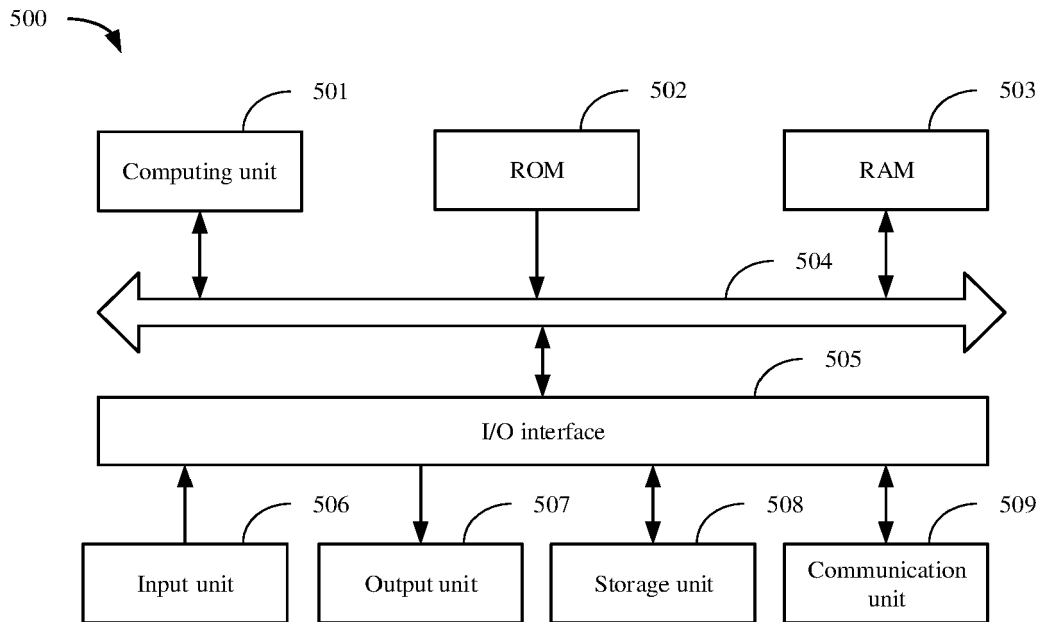 500
501
502
503
Computing unit
ROM
RAM
504
505
I/O interface
506
507
508
509
Input unit
Output unit
Storage unit
Communication
unit